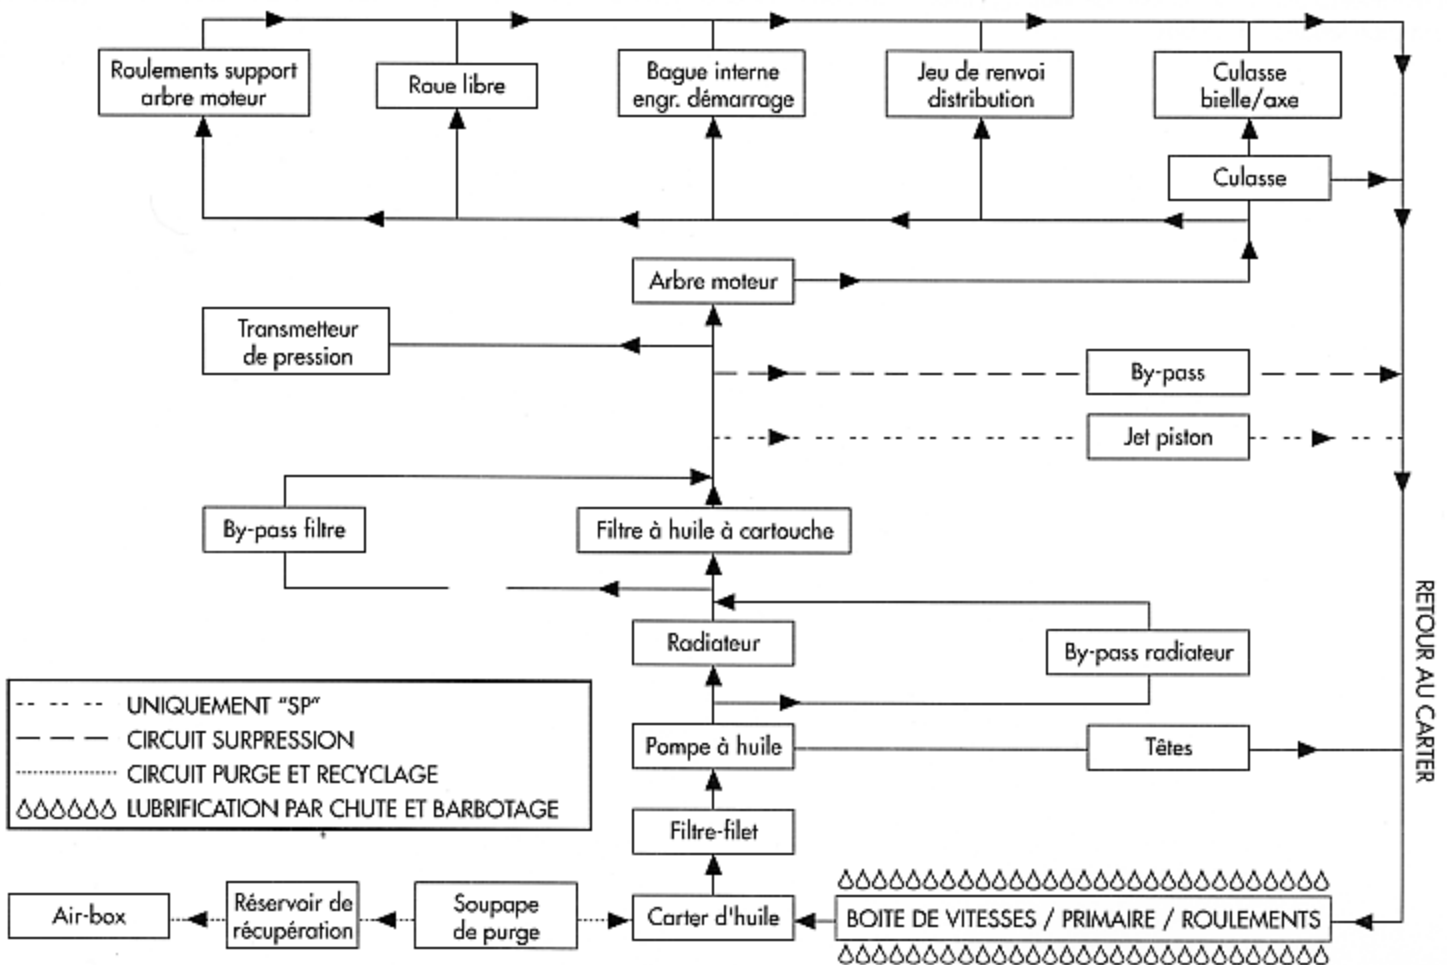 Roulements support
arbre moteur
Roue libre
Bague interne
engr. démarrage
Jeu de renvoi
distribution
Culasse
bielle/axe
Culasse
Arbre moteur
Transmetteur
de pression
By-pass
Jet piston
By-pass filtre
Filtre à huile à cartouche
Radiateur
By-pass radiateur
RETOUR AU CARTER
UNIQUEMENT “SP”
CIRCUIT SURPRESSION
CIRCUIT PURGE ET RECYCLAGE
LUBRIFICATION PAR CHUTE ET BARBOTAGE
Pompe à huile
Têtes
Filtre-filet
Air-box
Réservoir de
récupération
Soupape
de purge
Carter d'huile
BOITE DE VITESSES / PRIMAIRE / ROULEMENTS